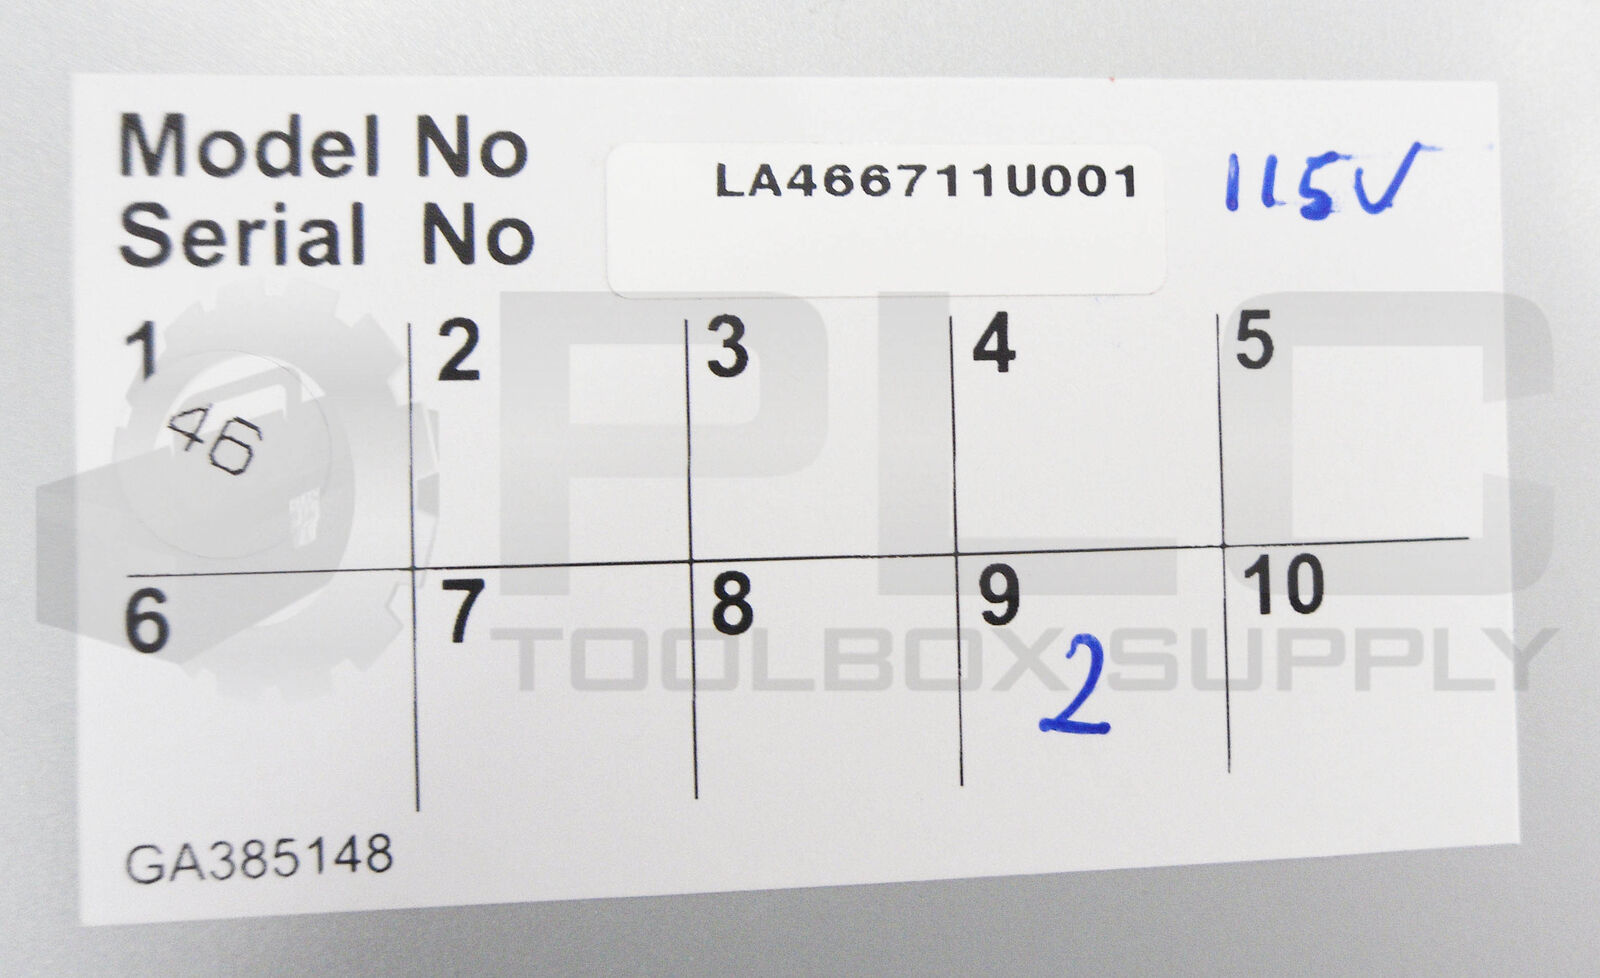 Model No
LA466711U001
115V
Serial No
1
2
3
4
5
46
6
7
8
9
10
2
GA385148
PLC
TOOLBOX SUPPLY